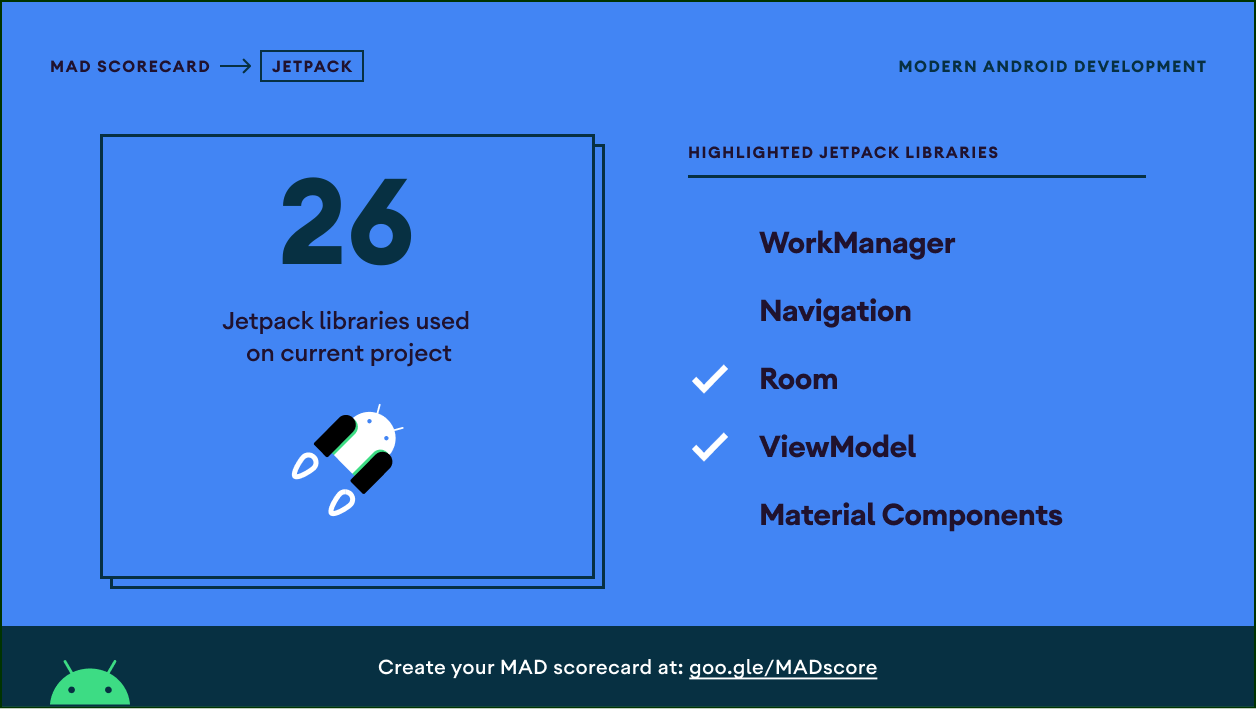 MAD SCORECARD → JETPACK
MODERN ANDROID DEVELOPMENT
26
Jetpack libraries used
on current project
HIGHLIGHTED JETPACK LIBRARIES
WorkManager
Navigation
Room
ViewModel
Material Components
Create your MAD scorecard at: goo.gle/MADscore